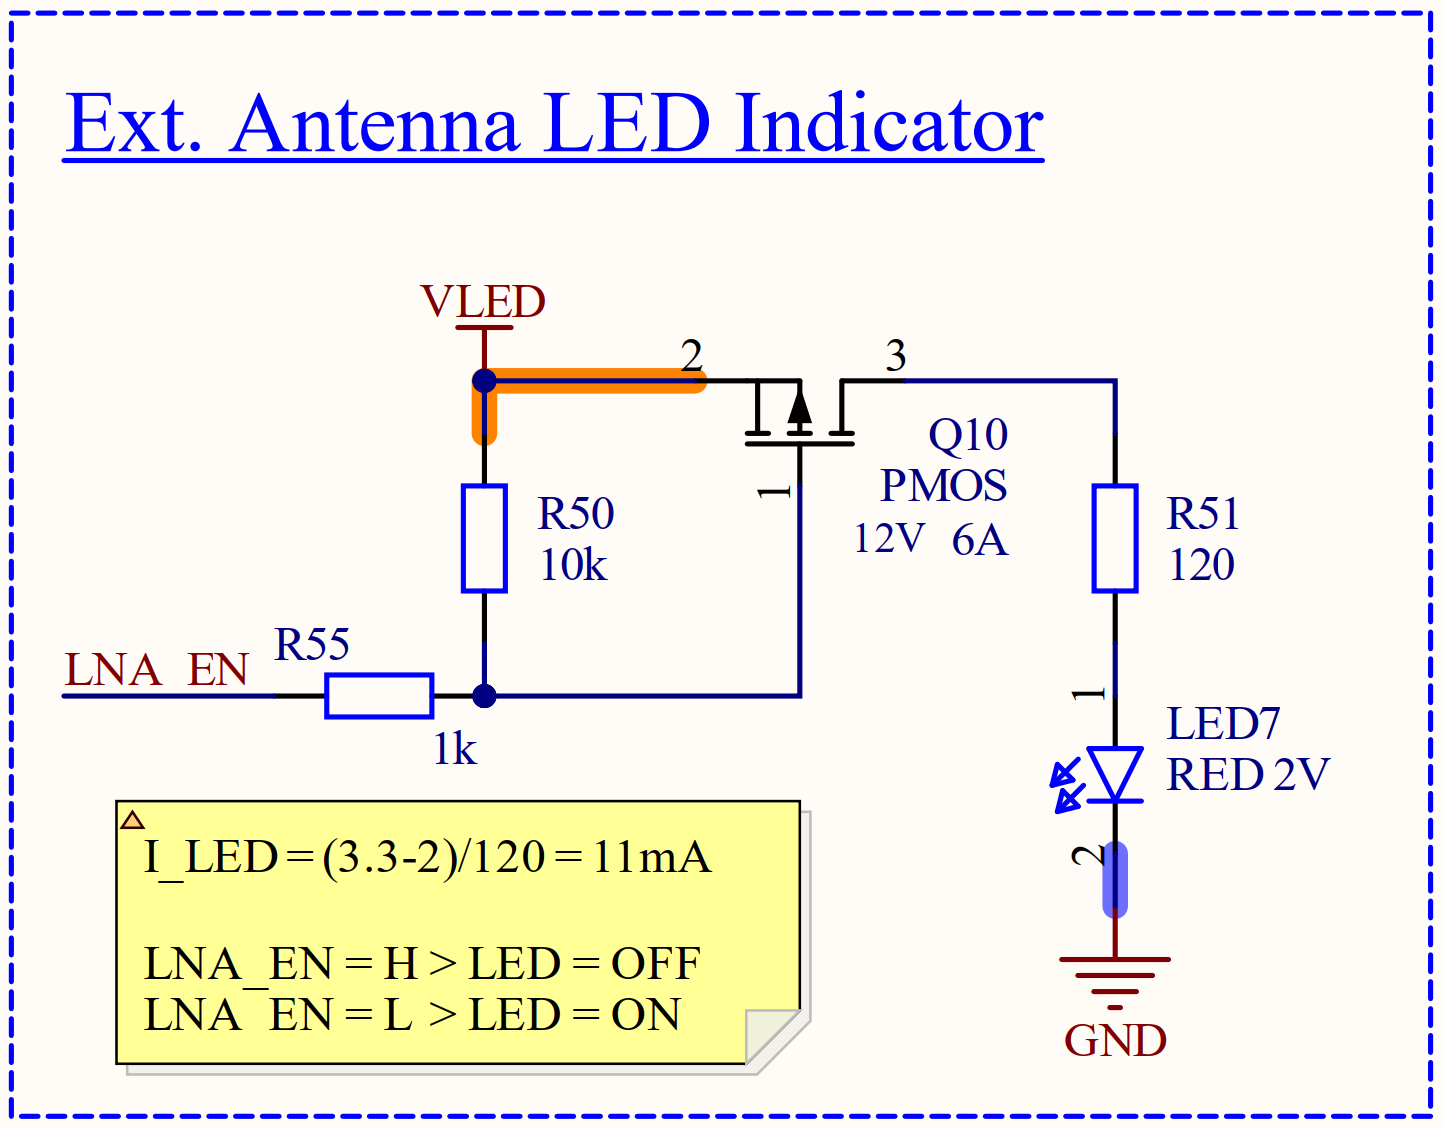 Ext. Antenna LED Indicator
VLED
2
3
Q10
PMOS
12V 6A
1
R50
10k
R51
120
R55
LNA_EN
1k
1
LED7
RED 2V
2
GND
I_LED = (3.3-2)/120 = 11mA
LNA_EN = H > LED = OFF
LNA_EN = L > LED = ON